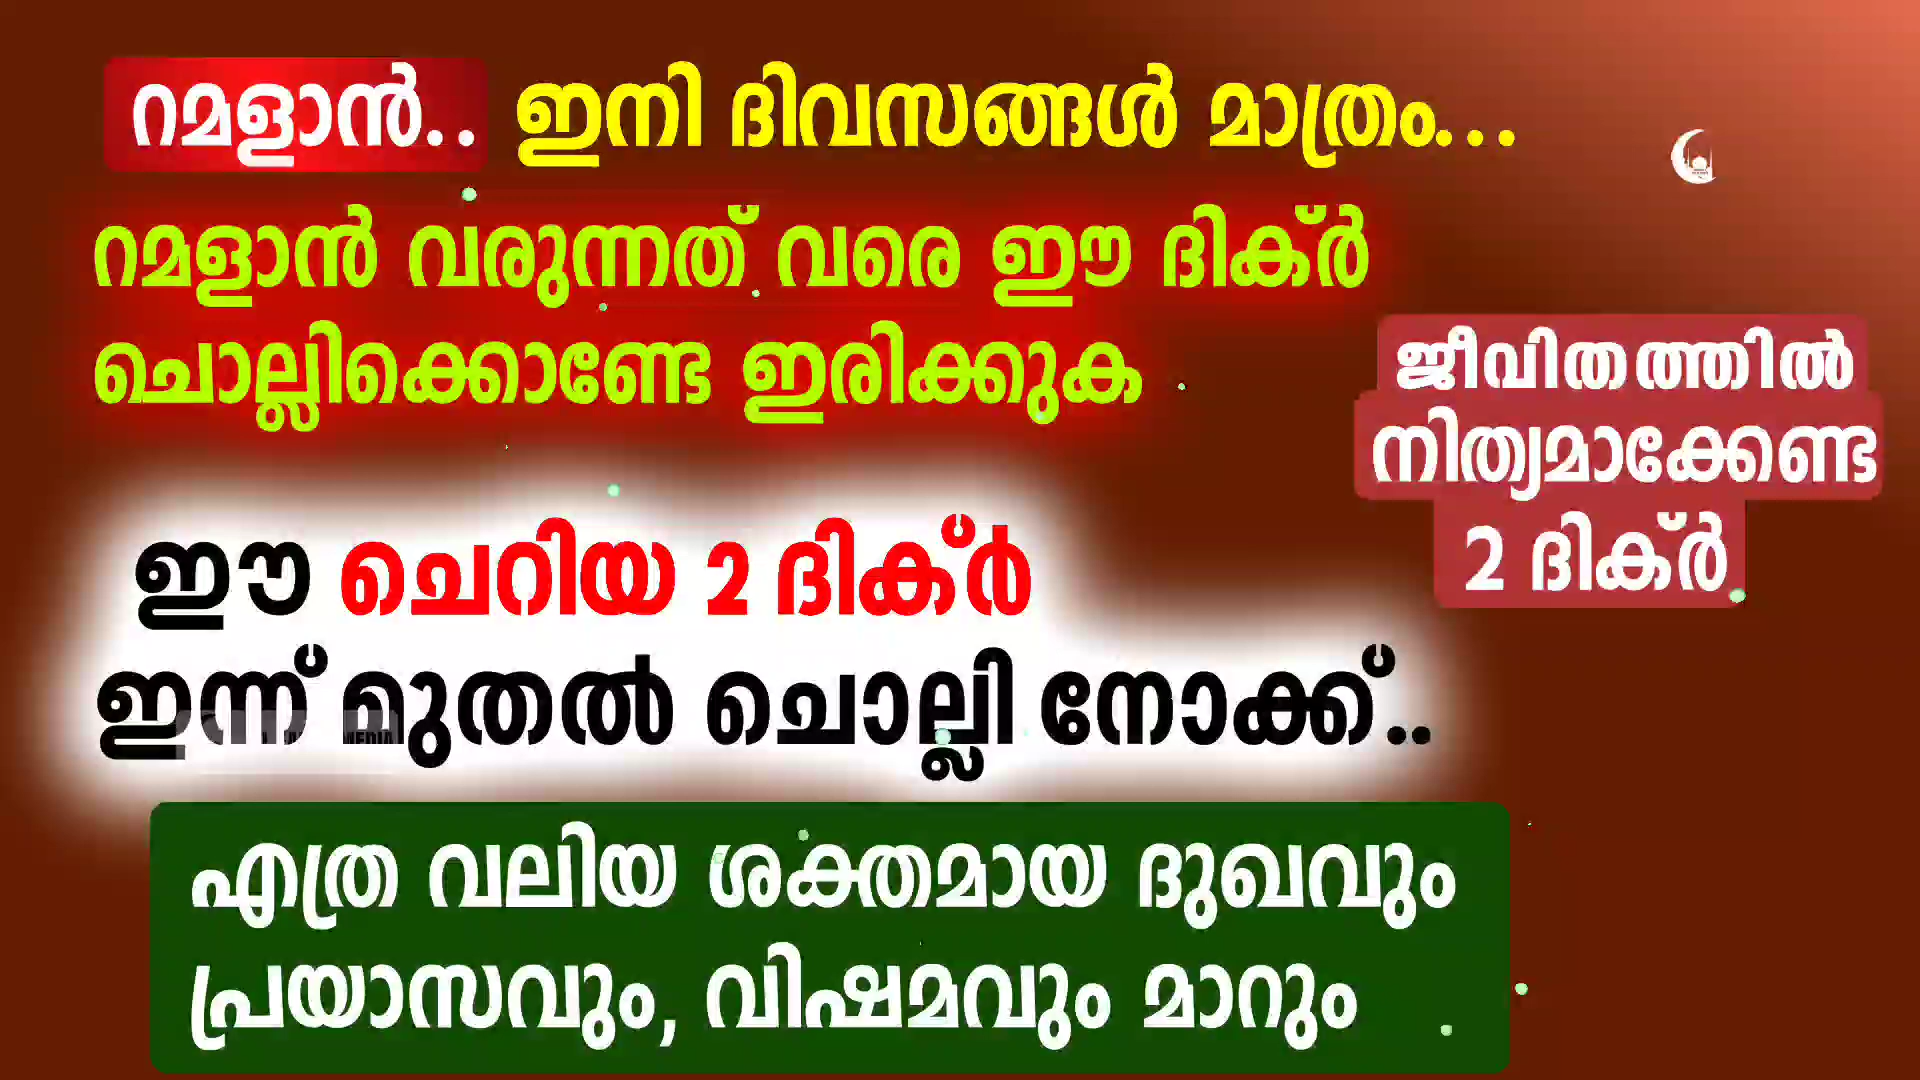 റമളാൻ.. ഇനി ദിവസങ്ങൾ മാത്രം...
റമളാൻ വരുന്നത് വരെ ഈ ദിക്ർ
ചൊല്ലിക്കൊണ്ടേ ഇരിക്കുക
ജീവിതത്തിൽ
നിത്യമാക്കേണ്ട
2 ദിക്ർ
ഈ ചെറിയ 2 ദിക്ർ
ഇന്ന് മുതൽ ചൊല്ലി നോക്ക്..
MEDIA
എത്ര വലിയ ശക്തമായ ദുഖവും
പ്രയാസവും, വിഷമവും മാറും